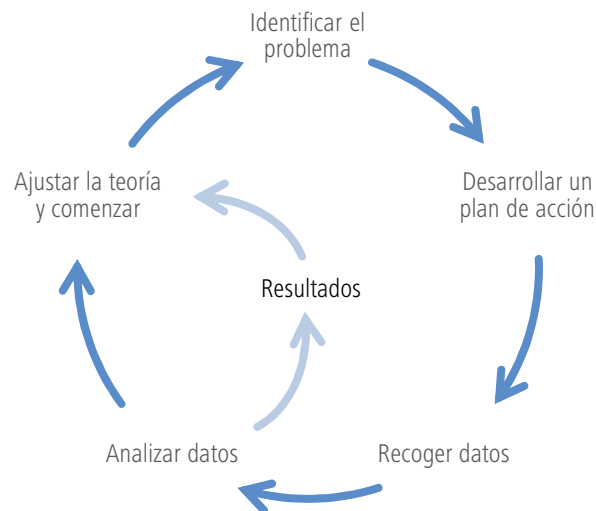 Identificar el
problema
Desarrollar un
plan de acción
Recoger datos
Analizar datos
Ajustar la teoría
y comenzar
Resultados